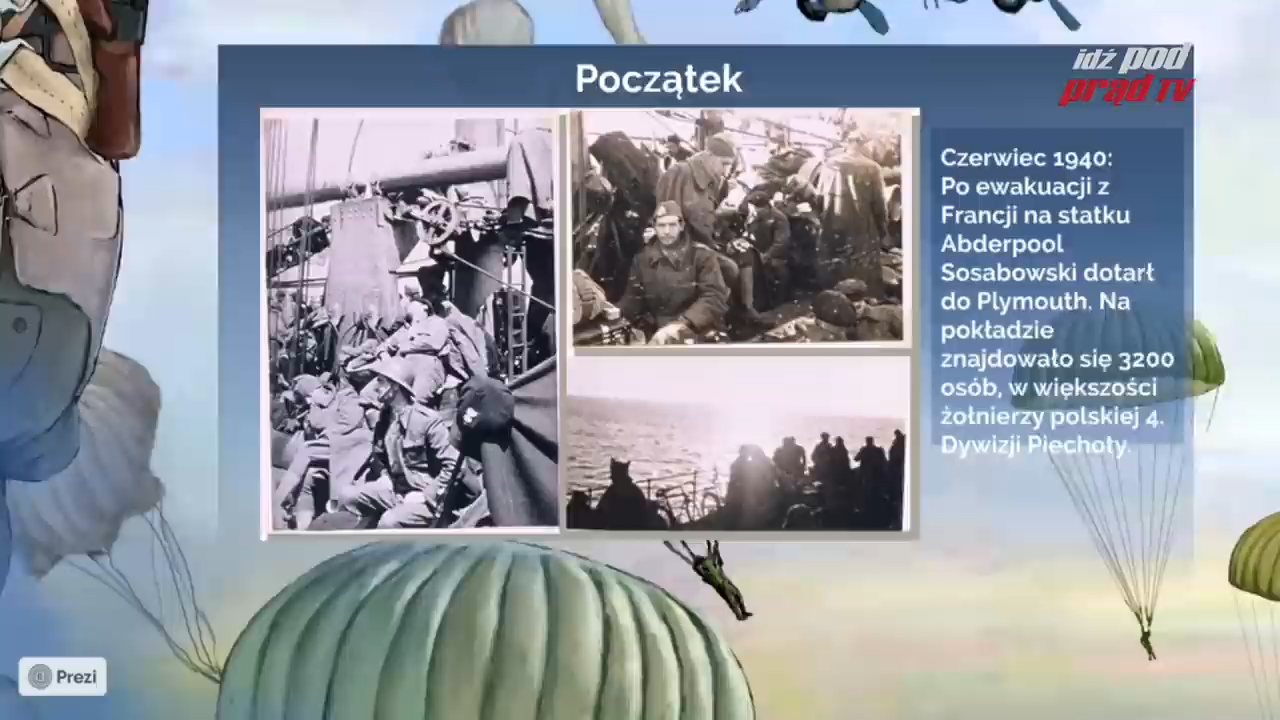 Początek
idź pod
prąd TV
Czerwiec 1940:
Po ewakuacji z
Francji na statku
Abderpool
Sosabowski dotarł
do Plymouth. Na
pokładzie
znajdowało się 3200
osób, w większości
żołnierzy polskiej 4.
Dywizji Piechoty.
Prezi